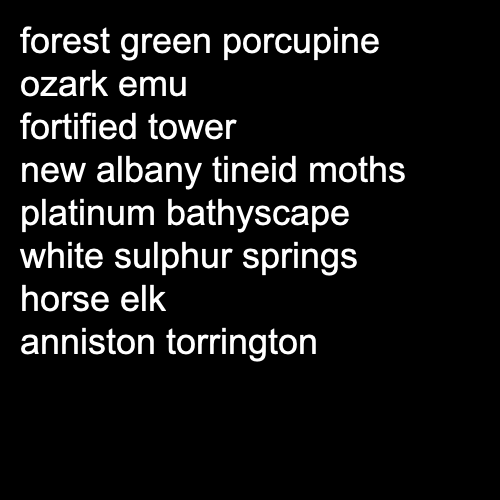 forest green porcupine
ozark emu
fortified tower
new albany tineid moths
platinum bathyscape
white sulphur springs
horse elk
anniston torrington